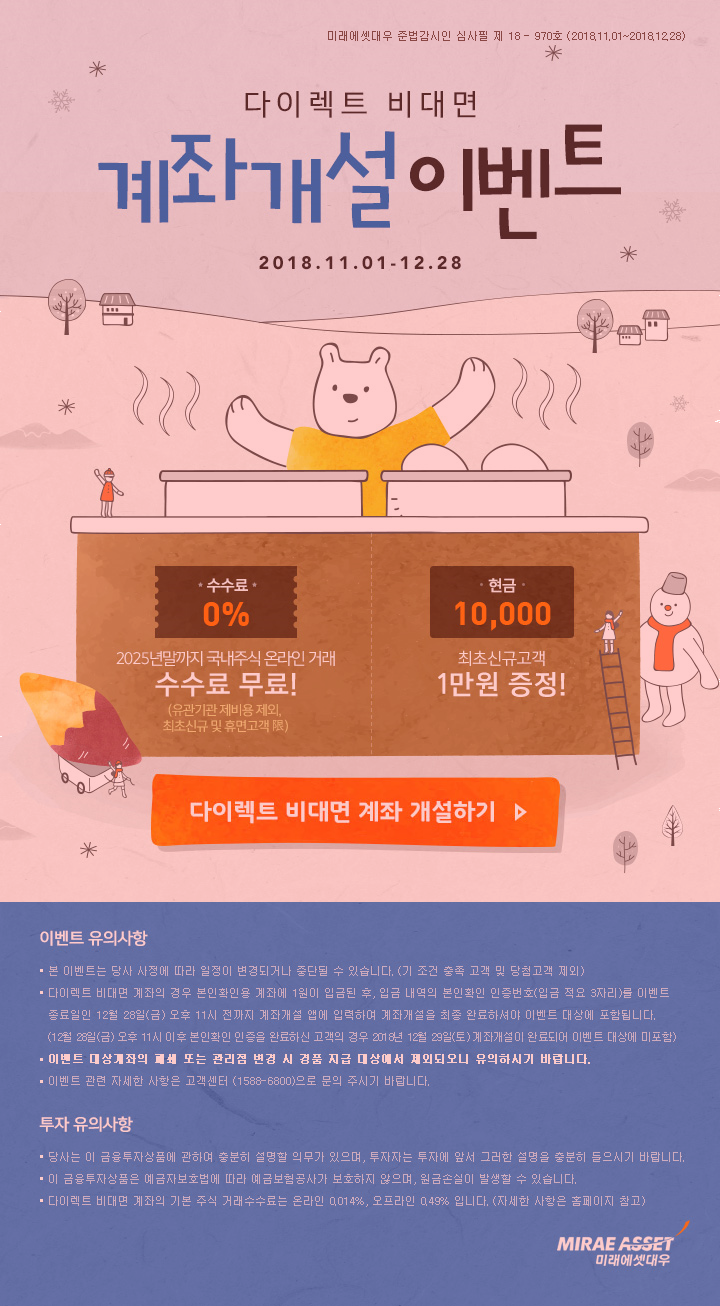 미래에셋대우 준법감시인 심사필 제 18 - 970호 (2018.11.01~2018.12.28)
다이렉트 비대면
계좌개설 이벤트
2018.11.01-12.28
수수료
0%
2025년말까지 국내주식 온라인 거래
수수료 무료!
(유관기관 제비용 제외,
최초신규 및 휴면고객 限)
현금
10,000
최초신규고객
1만원 증정!
다이렉트 비대면 계좌 개설하기
이벤트 유의사항
• 본 이벤트는 당사 사정에 따라 일정이 변경되거나 중단될 수 있습니다. (기 조건 충족 고객 및 당첨고객 제외)
• 다이렉트 비대면 계좌의 경우 본인확인용 계좌에 1원이 입금된 후, 입금 내역의 본인확인 인증번호(입금 적요 3자리)를 이벤트
종료일인 12월 28일(금) 오후 11시 전까지 계좌개설 앱에 입력하여 계좌개설을 최종 완료하셔야 이벤트 대상에 포함됩니다.
(12월 28일(금) 오후 11시 이후 본인확인 인증을 완료하신 고객의 경우 2018년 12월 29일(토) 계좌개설이 완료되어 이벤트 대상에 미포함)
• 이벤트 대상계좌의 폐쇄 또는 관리점 변경 시 경품 지급 대상에서 제외되오니 유의하시기 바랍니다.
• 이벤트 관련 자세한 사항은 고객센터 (1588-6800)으로 문의 주시기 바랍니다.
투자 유의사항
• 당사는 이 금융투자상품에 관하여 충분히 설명할 의무가 있으며, 투자자는 투자에 앞서 그러한 설명을 충분히 들으시기 바랍니다.
• 이 금융투자상품은 예금자보호법에 따라 예금보험공사가 보호하지 않으며, 원금손실이 발생할 수 있습니다.
• 다이렉트 비대면 계좌의 기본 주식 거래수수료는 온라인 0.014%, 오프라인 0.49% 입니다. (자세한 사항은 홈페이지 참고)
MIRAE ASSET
미래에셋대우